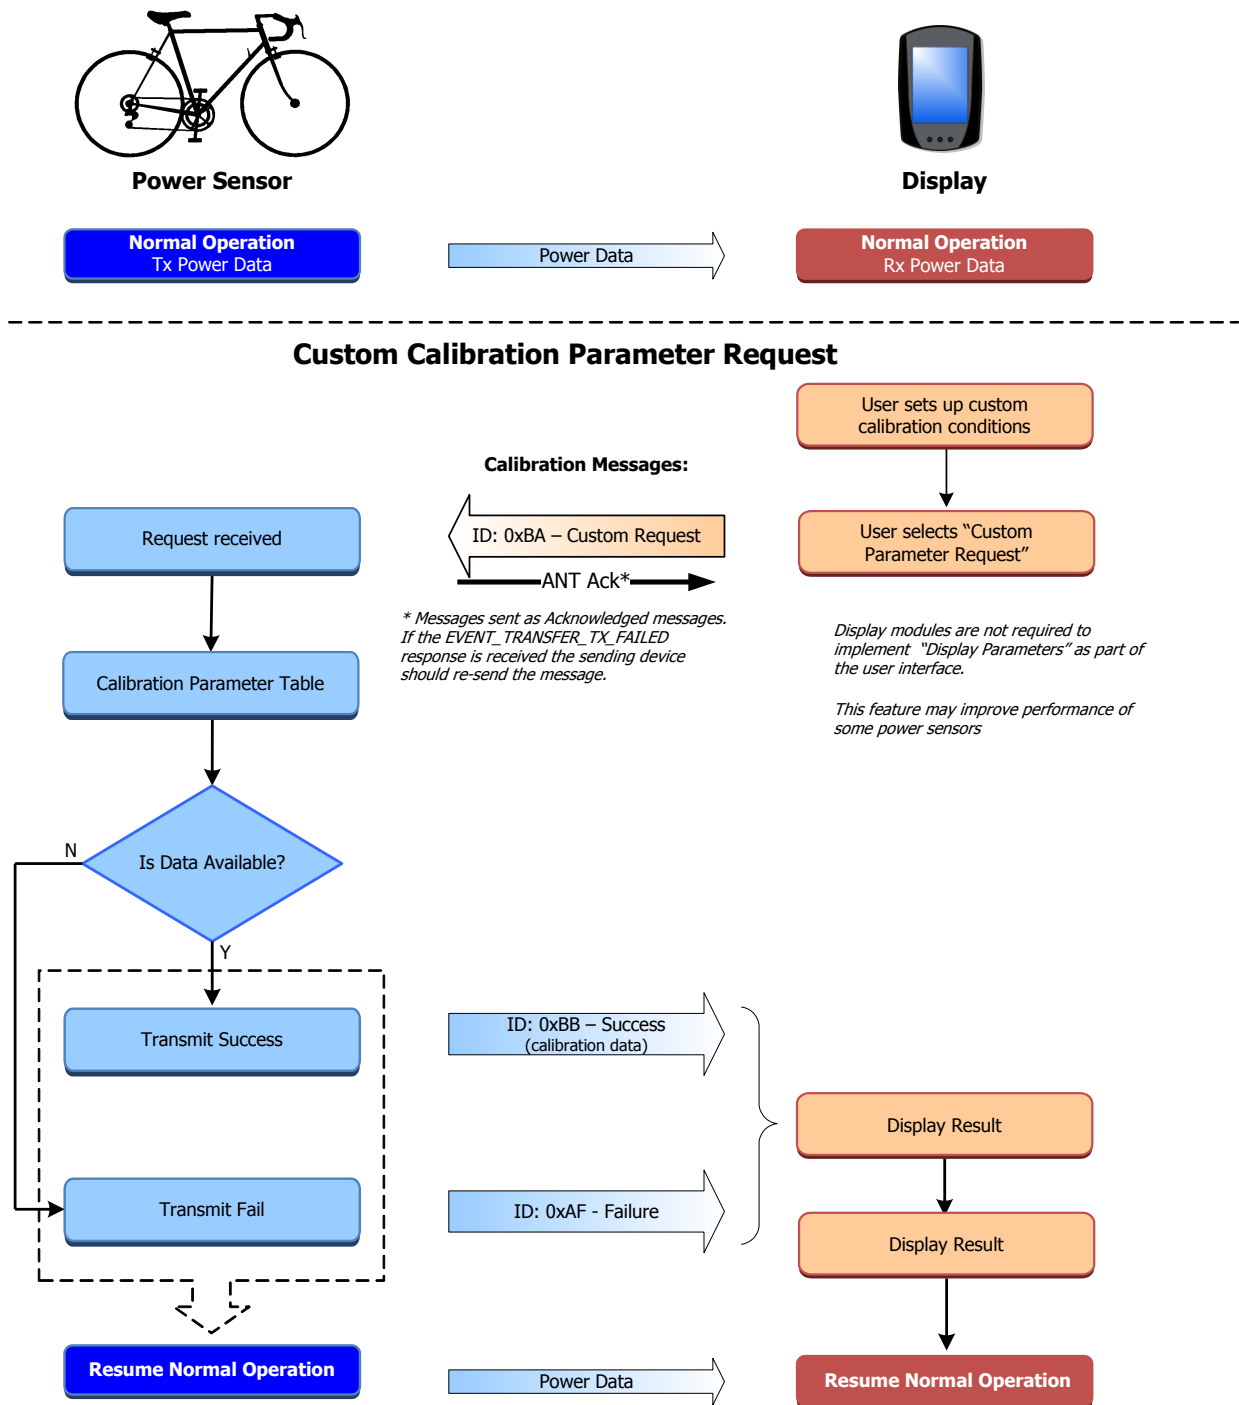 Power Sensor
Display
Normal Operation
Tx Power Data
Power Data
Normal Operation
Rx Power Data
Custom Calibration Parameter Request
User sets up custom
calibration conditions
Calibration Messages:
Request received
ID: 0xBA – Custom Request
User selects “Custom
Parameter Request”
ANT Ack*
* Messages sent as Acknowledged messages.
If the EVENT_TRANSFER_TX_FAILED
response is received the sending device
should re-send the message.
Display modules are not required to
implement “Display Parameters” as part of
the user interface.
This feature may improve performance of
some power sensors
Calibration Parameter Table
Is Data Available?
N
Y
Transmit Success
ID: 0xBB – Success
(calibration data)
Display Result
Transmit Fail
ID: 0xAF - Failure
Display Result
Resume Normal Operation
Power Data
Resume Normal Operation